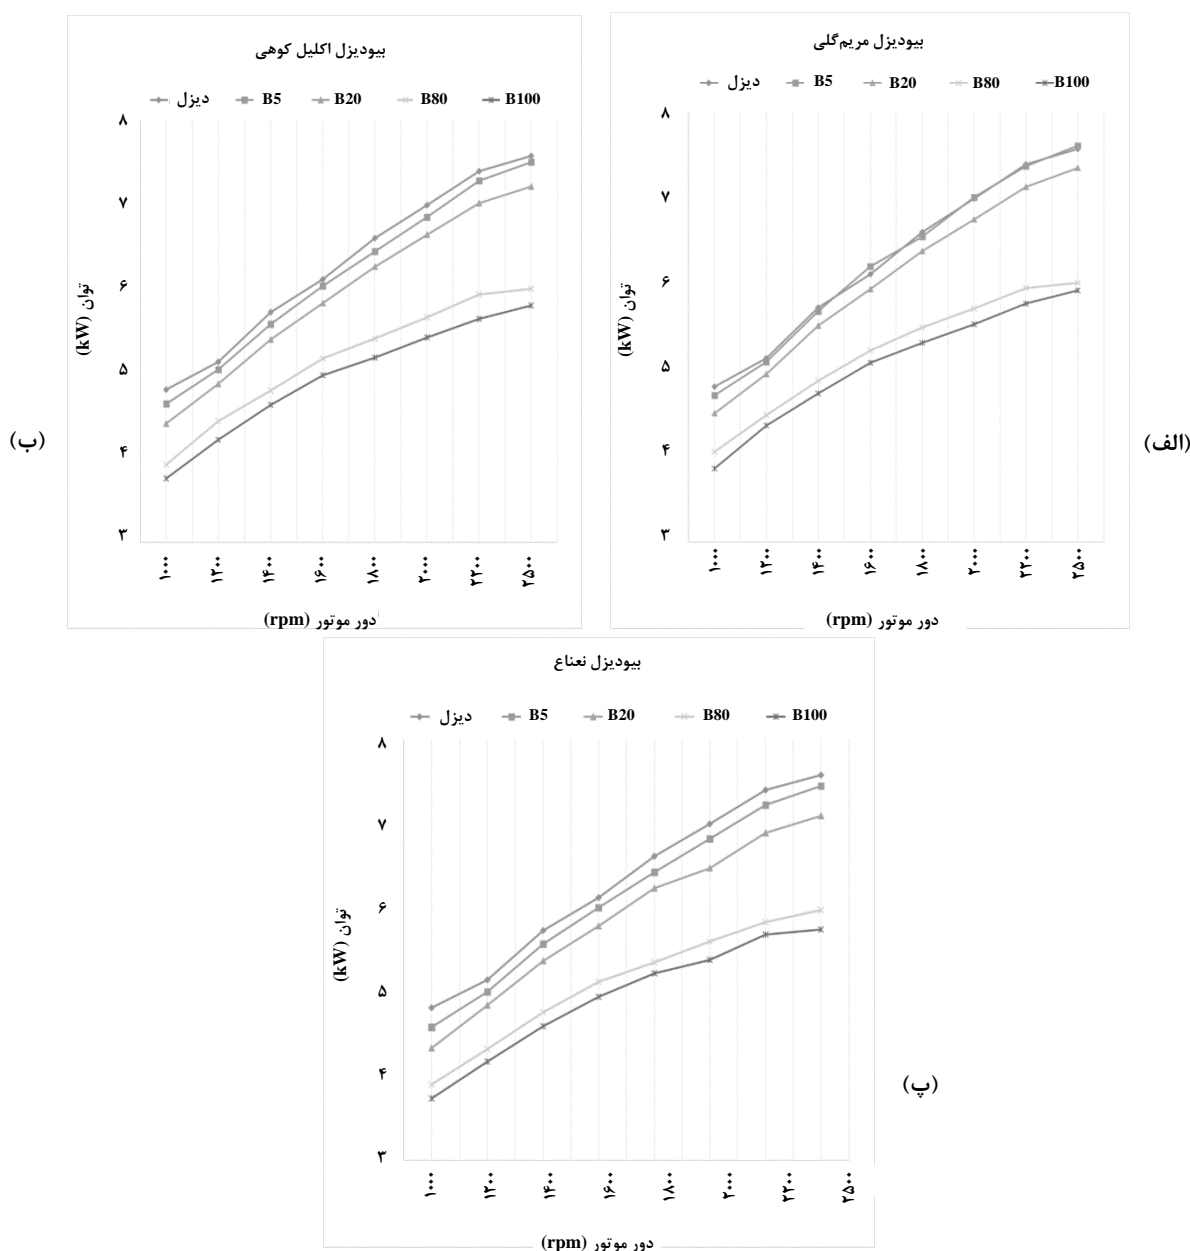 بیودیزل مریم‌گلی
دیزل B5 B20 B80 B100
۸
۷
۶
۵
۴
۳
توان (kW)
۱۰۰۰ ۱۲۰۰ ۱۴۰۰ ۱۶۰۰ ۱۸۰۰ ۲۰۰۰ ۲۲۰۰ ۲۵۰۰
دور موتور (rpm)
(الف)
بیودیزل اکلیل کوهی
دیزل B5 B20 B80 B100
۸
۷
۶
۵
۴
۳
توان (kW)
۱۰۰۰ ۱۲۰۰ ۱۴۰۰ ۱۶۰۰ ۱۸۰۰ ۲۰۰۰ ۲۲۰۰ ۲۵۰۰
دور موتور (rpm)
(ب)
بیودیزل نعناع
دیزل B5 B20 B80 B100
۸
۷
۶
۵
۴
۳
توان (kW)
۱۰۰۰ ۱۲۰۰ ۱۴۰۰ ۱۶۰۰ ۱۸۰۰ ۲۰۰۰ ۲۲۰۰ ۲۵۰۰
دور موتور (rpm)
(پ)